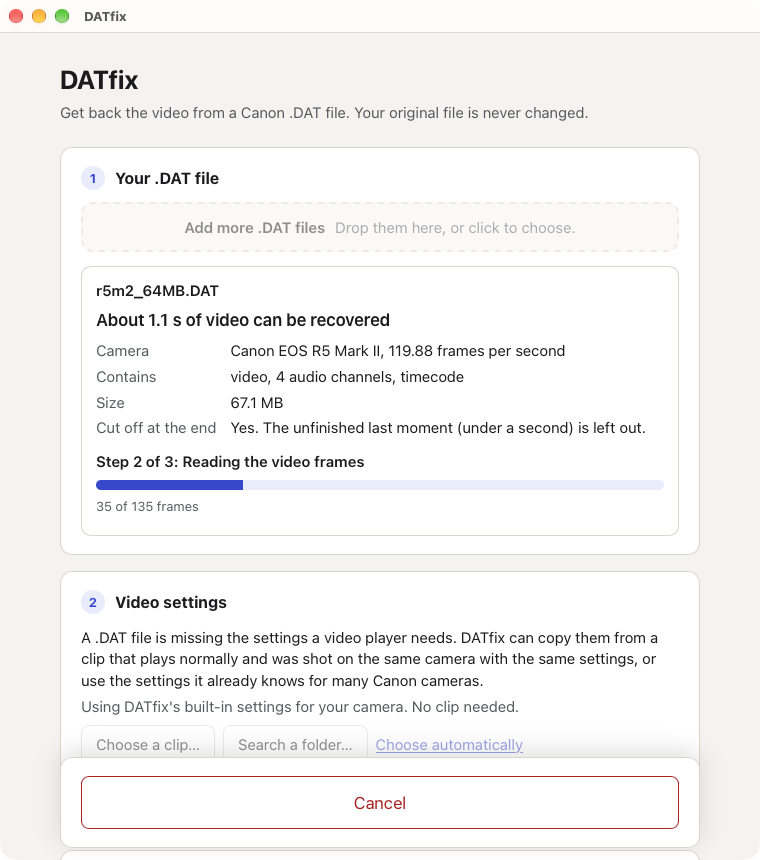 DATfix
DATfix
Get back the video from a Canon .DAT file. Your original file is never changed.
1 Your .DAT file
Add more .DAT files Drop them here, or click to choose.
r5m2_64MB.DAT
About 1.1 s of video can be recovered
Camera Canon EOS R5 Mark II, 119.88 frames per second
Contains video, 4 audio channels, timecode
Size 67.1 MB
Cut off at the end Yes. The unfinished last moment (under a second) is left out.
Step 2 of 3: Reading the video frames
35 of 135 frames
2 Video settings
A .DAT file is missing the settings a video player needs. DATfix can copy them from a
clip that plays normally and was shot on the same camera with the same settings, or
use the settings it already knows for many Canon cameras.
Using DATfix's built-in settings for your camera. No clip needed.
Choose a clip... Search a folder... Choose automatically
Cancel